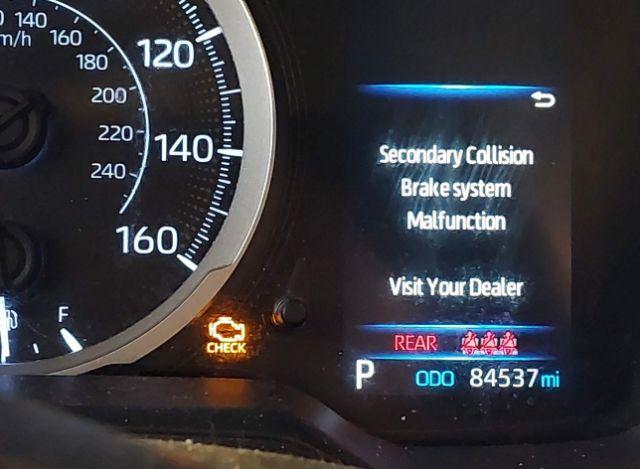 140
160
180
200
220
240
m/h
120
140
160
F
CHECK
Secondary Collision
Brake system
Malfunction
Visit Your Dealer
REAR
P ODO 84537 mi